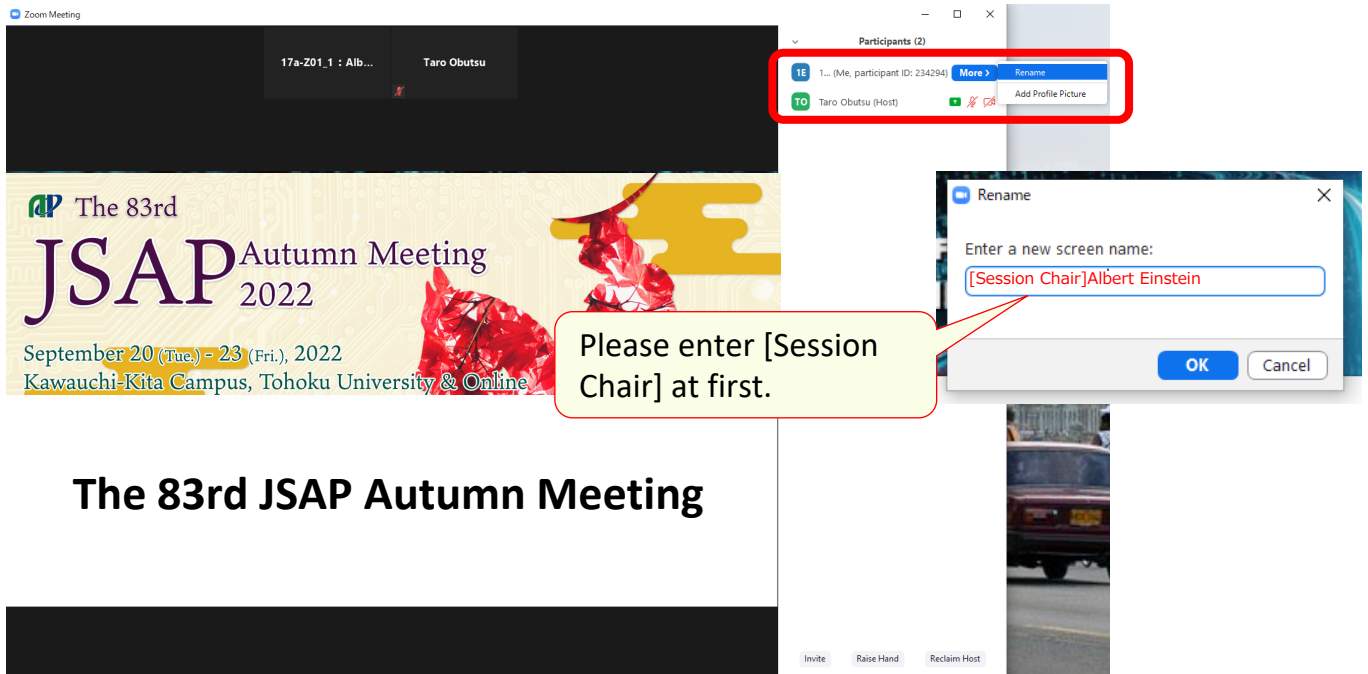 Zoom Meeting
17a-Z01_1 : Alb...
Taro Obutsu
Participants (2)
1E 1... (Me, participant ID: 234294) More >
Rename
Add Profile Picture
TO Taro Obutsu (Host)
The 83rd
JSAP Autumn Meeting
2022
September 20 (Tue.) - 23 (Fri.), 2022
Kawauchi-Kita Campus, Tohoku University & Online
Rename
Enter a new screen name:
[Session Chair]Albert Einstein
OK
Cancel
Please enter [Session
Chair] at first.
The 83rd JSAP Autumn Meeting
Invite
Raise Hand
Reclaim Host